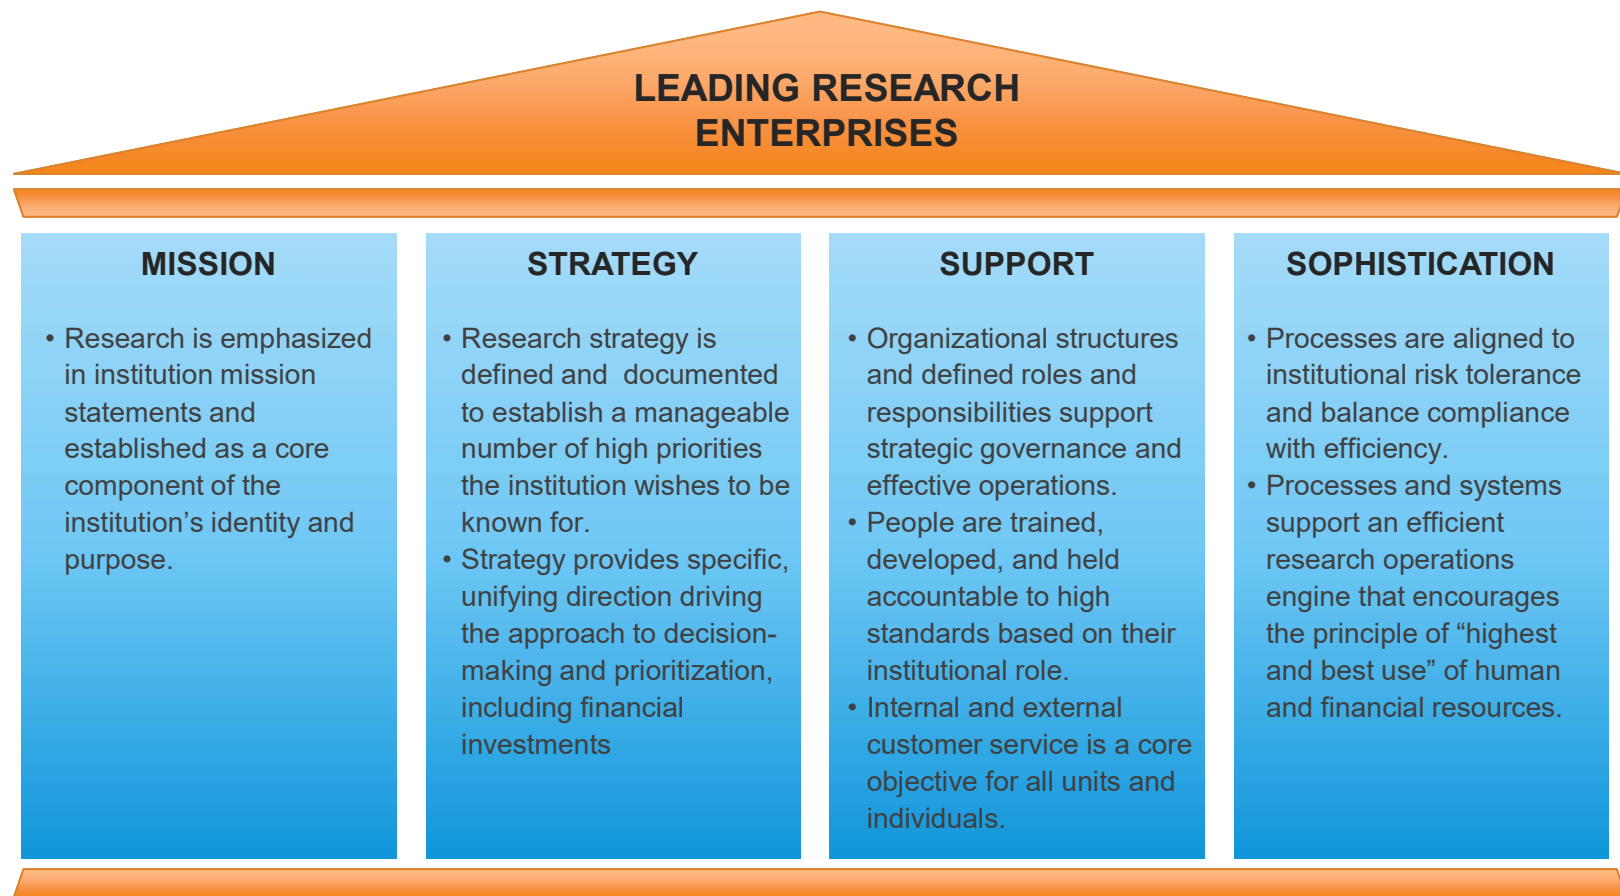 LEADING RESEARCH
ENTERPRISES
MISSION
• Research is emphasized
in institution mission
statements and
established as a core
component of the
institution’s identity and
purpose.
STRATEGY
• Research strategy is
defined and  documented
to establish a manageable
number of high priorities
the institution wishes to be
known for.
• Strategy provides specific,
unifying direction driving
the approach to decision-
making and prioritization,
including financial
investments
SUPPORT
• Organizational structures
and defined roles and
responsibilities support
strategic governance and
effective operations.
• People are trained,
developed, and held
accountable to high
standards based on their
institutional role.
• Internal and external
customer service is a core
objective for all units and
individuals.
SOPHISTICATION
• Processes are aligned to
institutional risk tolerance
and balance compliance
with efficiency.
• Processes and systems
support an efficient
research operations
engine that encourages
the principle of “highest
and best use” of human
and financial resources.